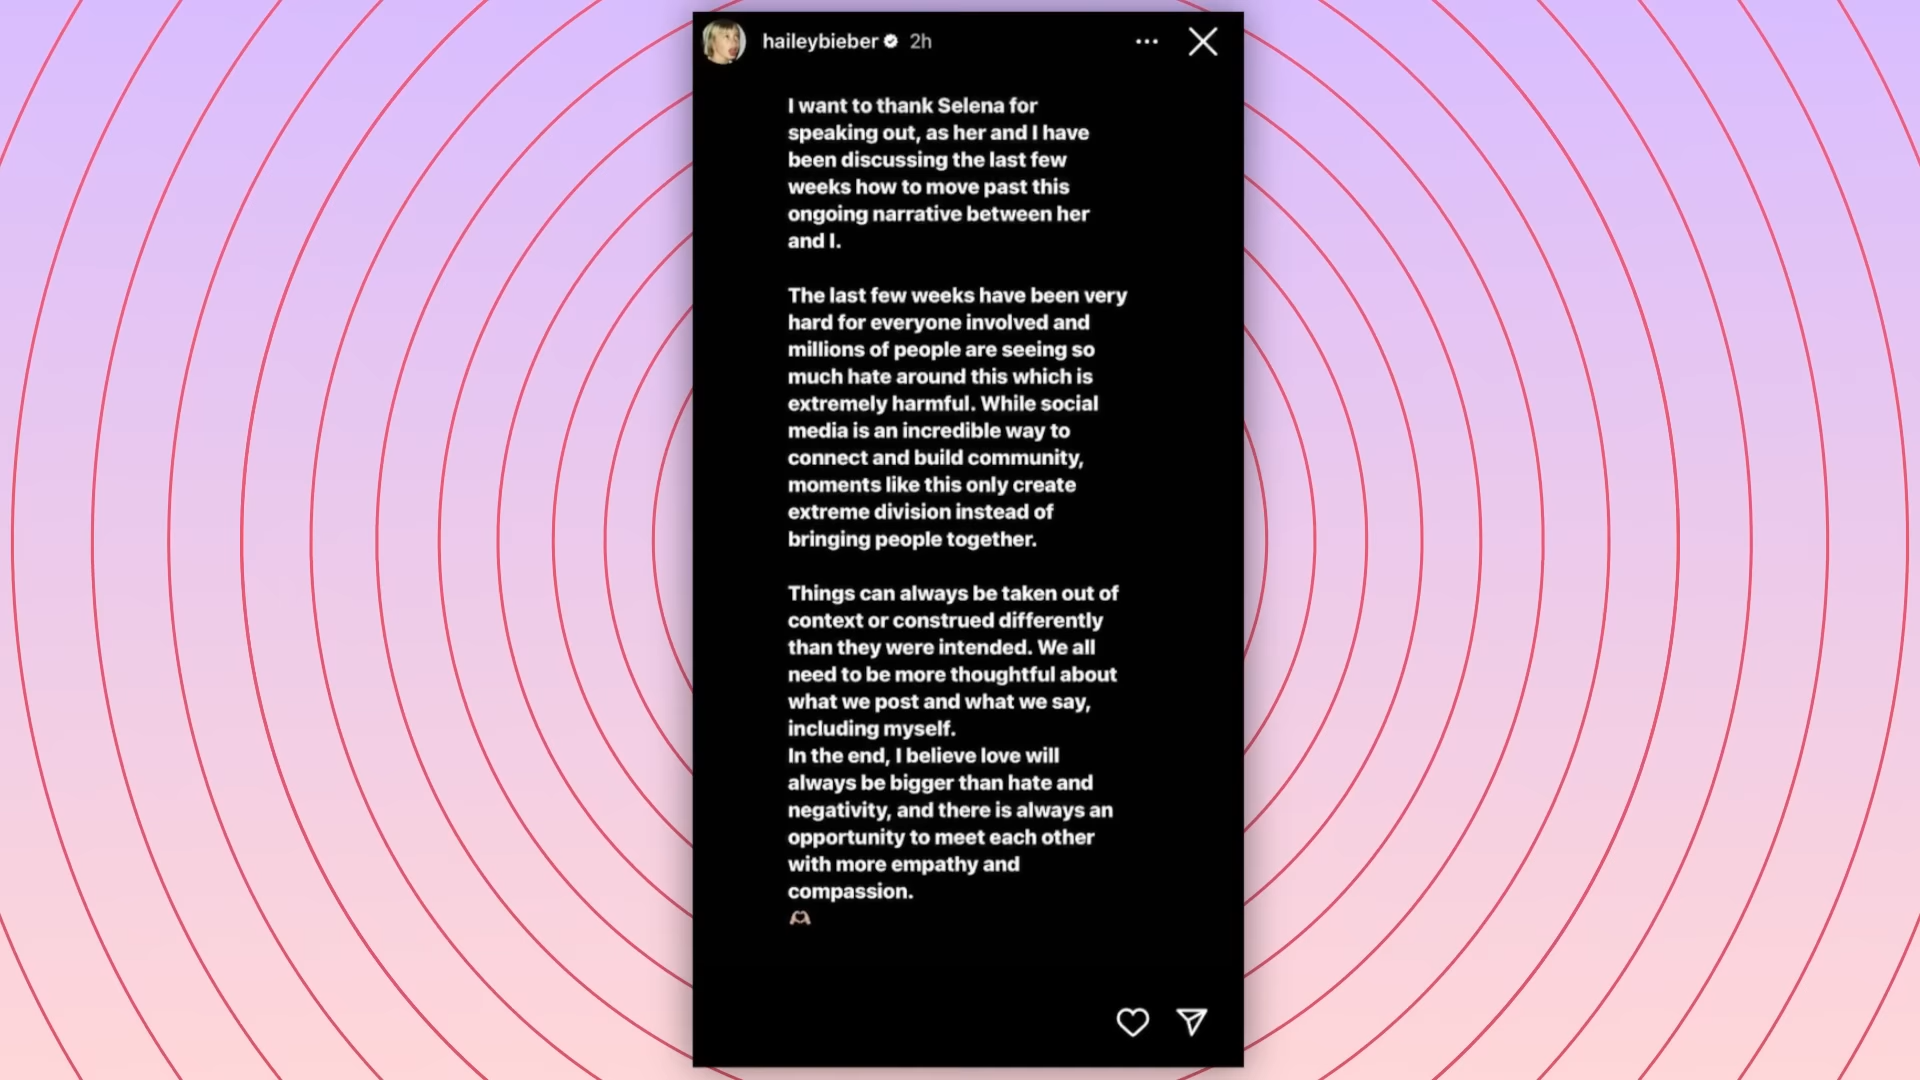 haileybieber 2h
I want to thank Selena for
speaking out, as her and I have
been discussing the last few
weeks how to move past this
ongoing narrative between her
and I.
The last few weeks have been very
hard for everyone involved and
millions of people are seeing so
much hate around this which is
extremely harmful. While social
media is an incredible way to
connect and build community,
moments like this only create
extreme division instead of
bringing people together.
Things can always be taken out of
context or construed differently
than they were intended. We all
need to be more thoughtful about
what we post and what we say,
including myself.
In the end, I believe love will
always be bigger than hate and
negativity, and there is always an
opportunity to meet each other
with more empathy and
compassion.